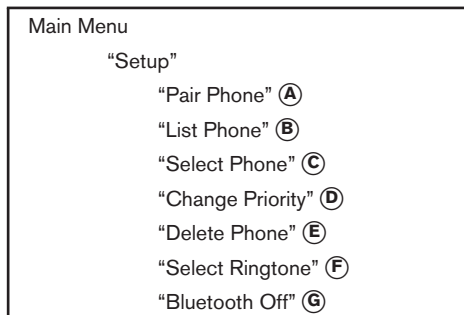 Main Menu
“Setup”
“Pair Phone” Ⓐ
“List Phone” Ⓑ
“Select Phone” Ⓒ
“Change Priority” Ⓓ
“Delete Phone” Ⓔ
“Select Ringtone” Ⓕ
“Bluetooth Off” Ⓖ